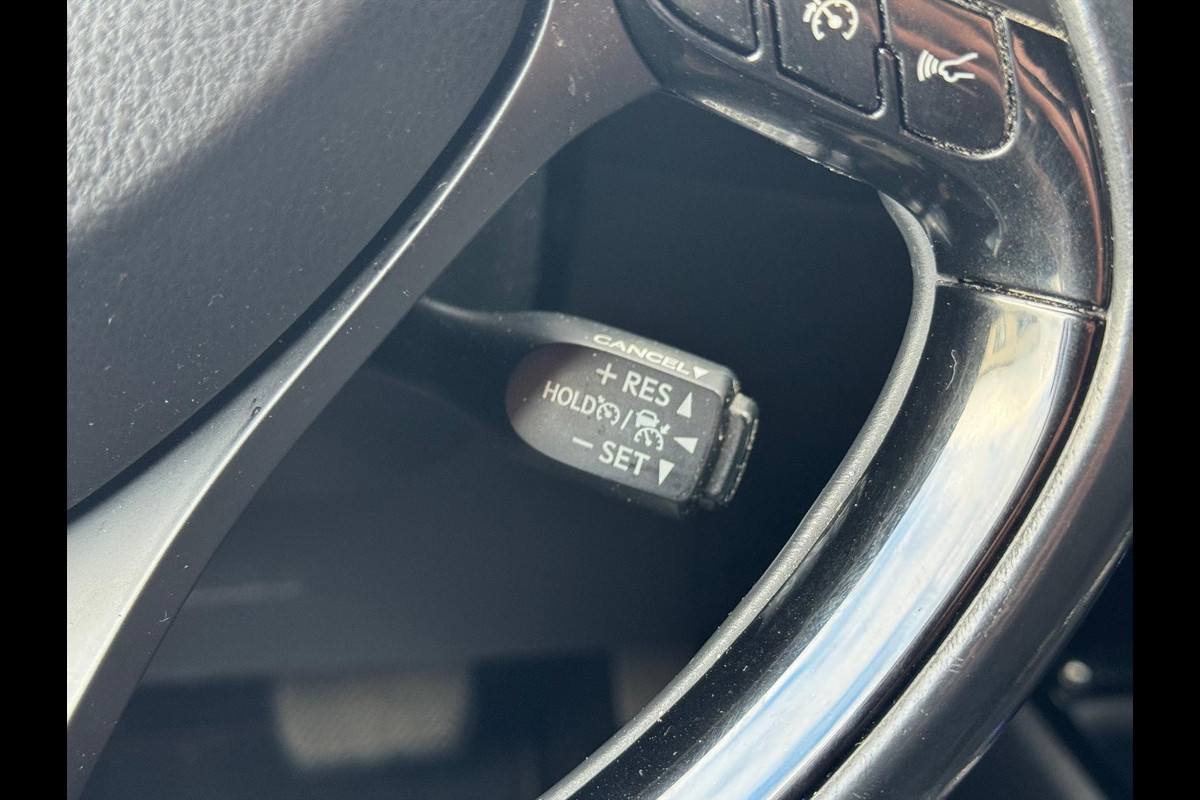 CANCEL▼
+ RES ▲
HOLD / ◀
− SET ▼